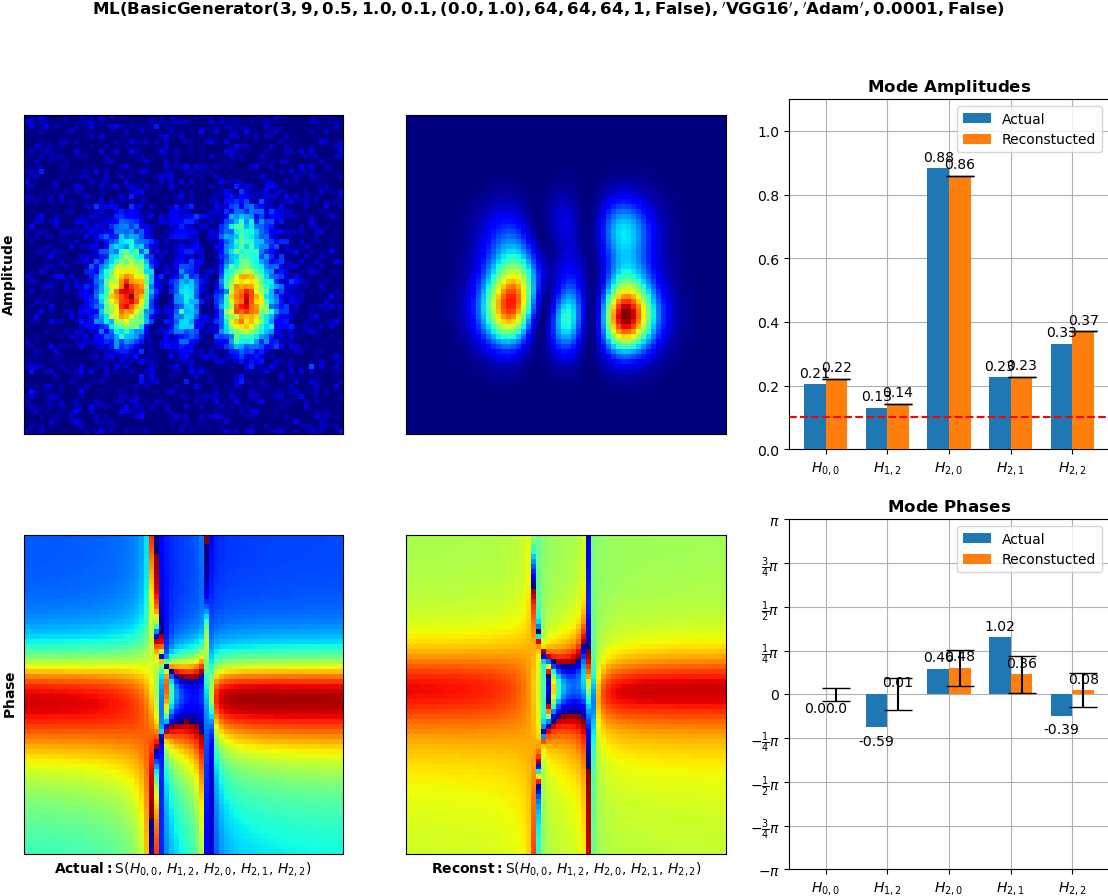 ML(BasicGenerator(3, 9, 0.5, 1.0, 0.1, (0.0, 1.0), 64, 64, 64, 1, False), 'VGG16', 'Adam', 0.0001, False)
Amplitude
Mode Amplitudes
Actual
Reconstucted
1.0
0.8
0.6
0.4
0.2
0.0
0.21
0.22
0.13
0.14
0.88
0.86
0.23
0.23
0.33
0.37
H0,0
H1,2
H2,0
H2,1
H2,2
Phase
Actual: S(H0,0, H1,2, H2,0, H2,1, H2,2)
Reconst: S(H0,0, H1,2, H2,0, H2,1, H2,2)
Mode Phases
Actual
Reconstucted
π
3/4π
1/2π
1/4π
0
−1/4π
−1/2π
−3/4π
−π
0.0
0.0
-0.59
0.01
0.46
0.48
1.02
0.36
-0.39
0.08
H0,0
H1,2
H2,0
H2,1
H2,2